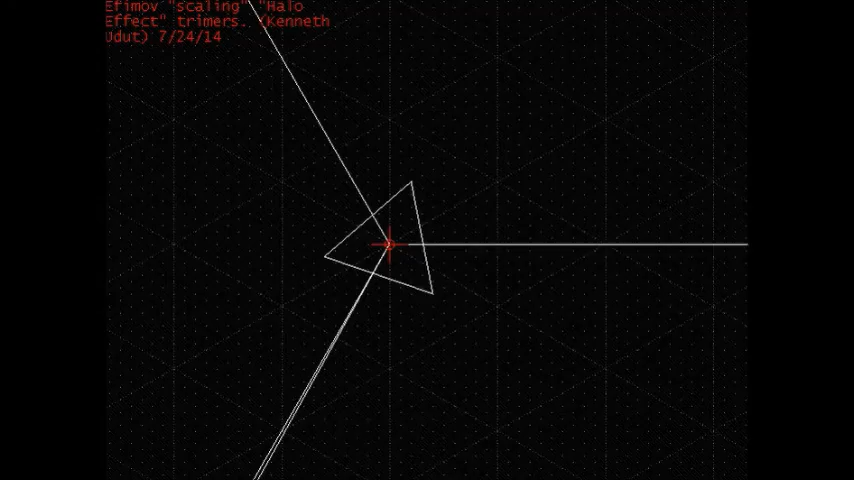 Efimov "scaling" "Halo
Effect" trimers. (Kenneth
Udut) 7/24/14